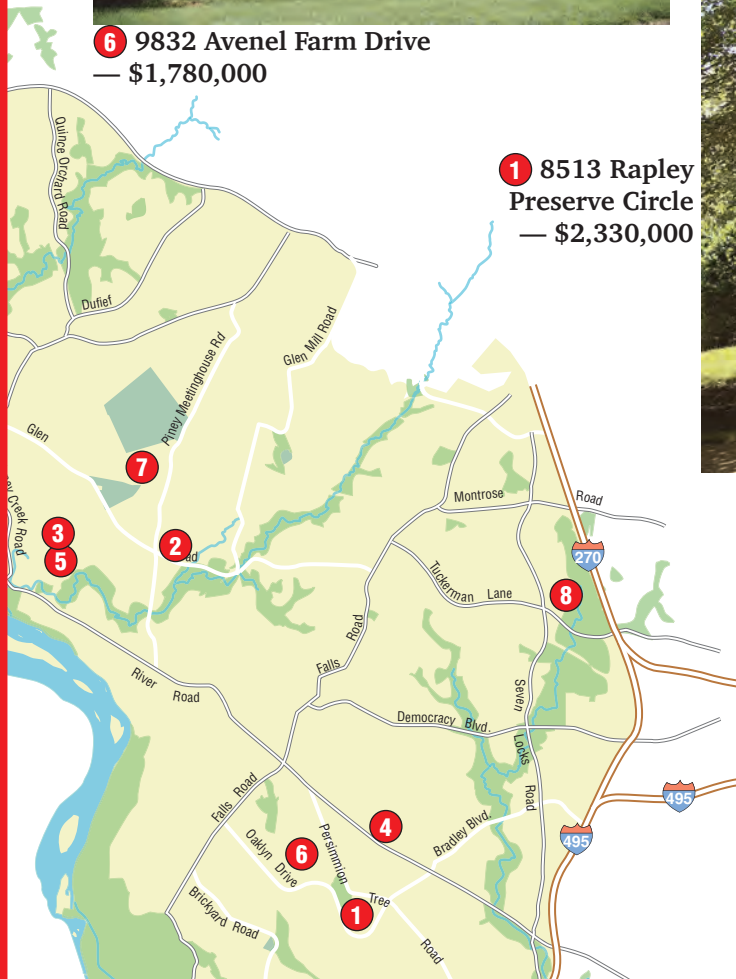 6 9832 Avenel Farm Drive
— $1,780,000
1 8513 Rapley
Preserve Circle
— $2,330,000
Quince Orchard Road
Dufief
Piney Meetinghouse Rd
Glen Mill Road
Glen
7
Creek Road
3
5
2
Montrose
Road
270
Tuckerman Lane
8
Falls Road
River Road
Seven Locks Road
Democracy Blvd.
495
495
Falls Road
4
Bradley Blvd.
Oaklyn Drive
6
Persimmion Tree Road
1
Brickyard Road